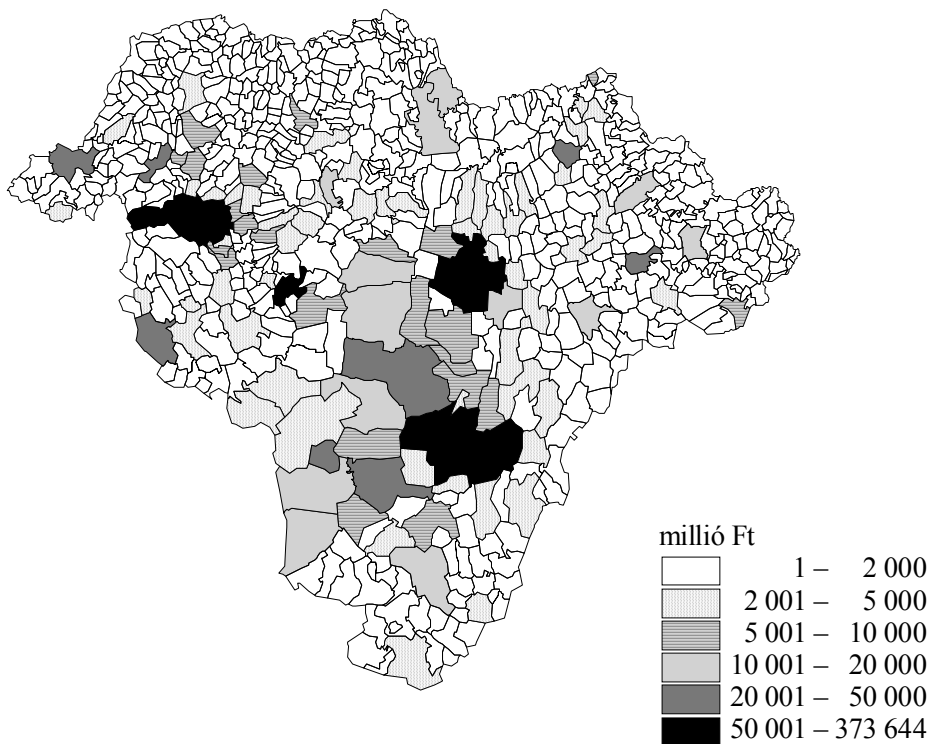 millió Ft
1 – 2 000
2 001 – 5 000
5 001 – 10 000
10 001 – 20 000
20 001 – 50 000
50 001 – 373 644